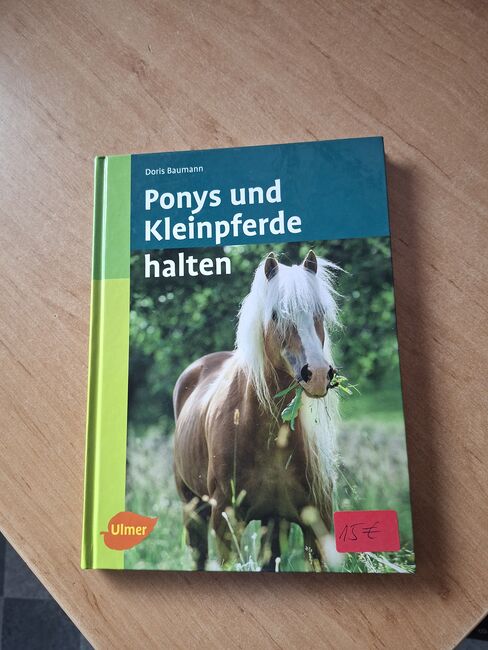 Doris Baumann
Ponys und
Kleinpferde
halten
Ulmer
15 €